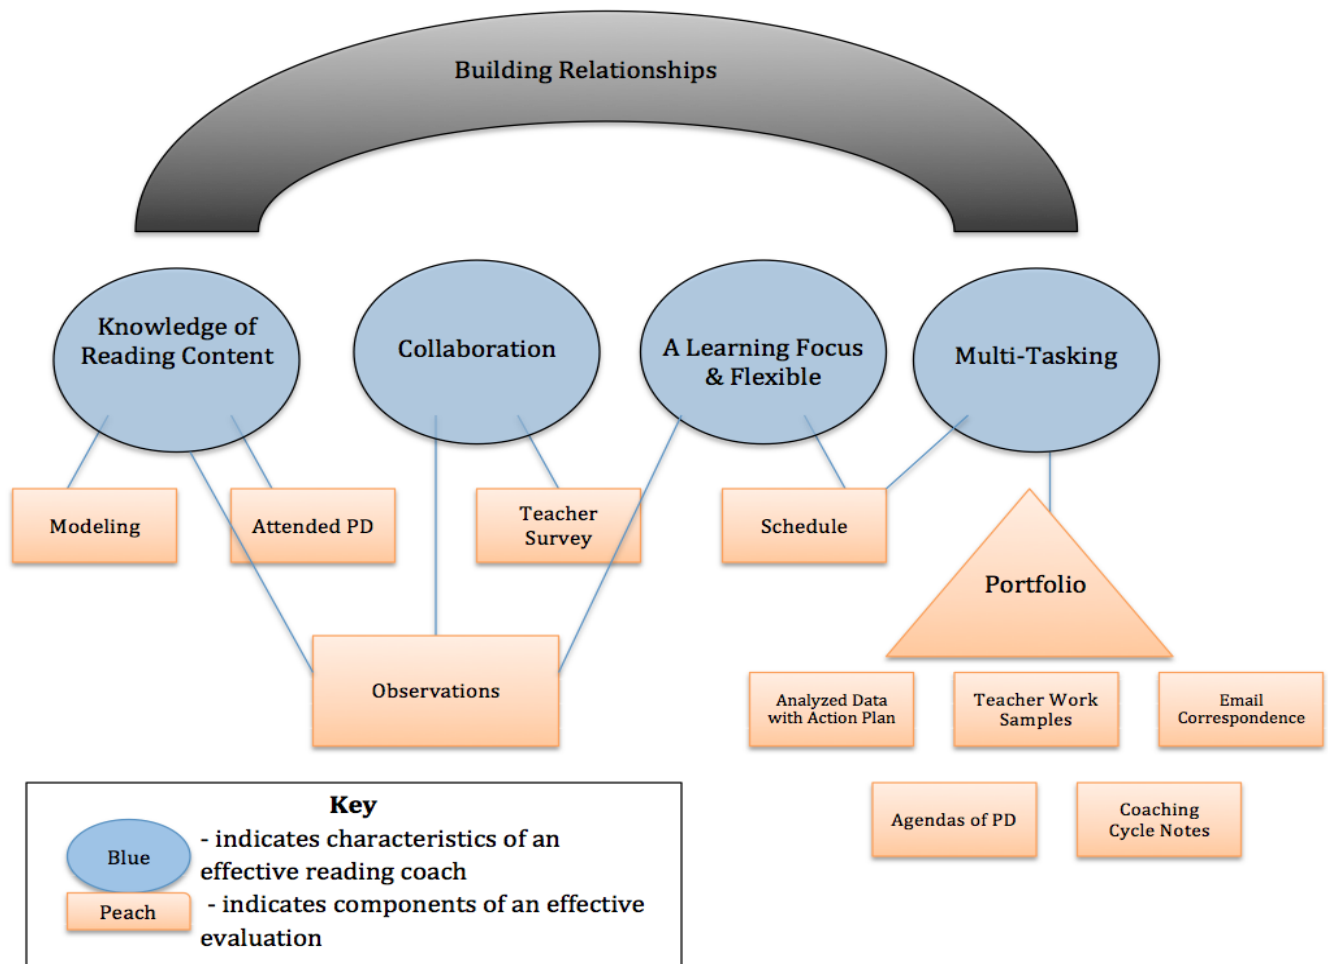 Building Relationships
Knowledge of
Reading Content
Collaboration
A Learning Focus
& Flexible
Multi-Tasking
Modeling
Attended PD
Teacher
Survey
Schedule
Portfolio
Observations
Analyzed Data
with Action Plan
Teacher Work
Samples
Email
Correspondence
Agendas of PD
Coaching
Cycle Notes
Key
Blue
- indicates characteristics of an
effective reading coach
Peach
- indicates components of an effective
evaluation